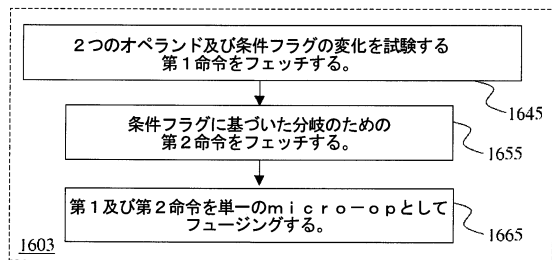 ２つのオペランド及び条件フラグの変化を試験する
第１命令をフェッチする。
1645
条件フラグに基づいた分岐のための
第２命令をフェッチする。
1655
第１及び第２命令を単一のｍｉｃｒｏ－ｏｐとして
フュージングする。
1665
1603